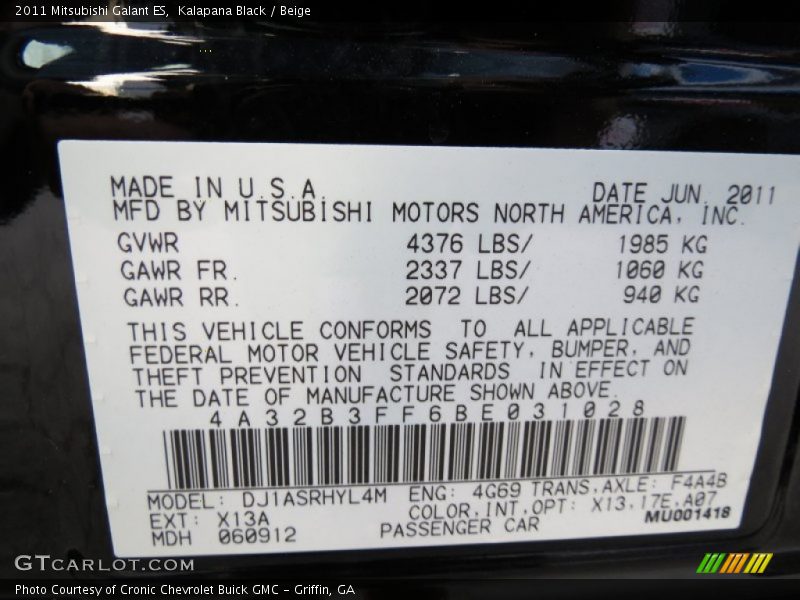 2011 Mitsubishi Galant ES, Kalapana Black / Beige
MADE IN U.S.A. DATE JUN. 2011
MFD BY MITSUBISHI MOTORS NORTH AMERICA, INC.
GVWR 4376 LBS/ 1985 KG
GAWR FR. 2337 LBS/ 1060 KG
GAWR RR. 2072 LBS/ 940 KG
THIS VEHICLE CONFORMS TO ALL APPLICABLE
FEDERAL MOTOR VEHICLE SAFETY, BUMPER, AND
THEFT PREVENTION STANDARDS IN EFFECT ON
THE DATE OF MANUFACTURE SHOWN ABOVE.
4A32B3FF6BE031028
MODEL: DJ1ASRHYL4M ENG: 4G69 TRANS.AXLE: F4A4B
EXT: X13A COLOR.INT.OPT: X13.17E.A07
MDH 060912 PASSENGER CAR MU001418
GTCARLOT.COM
Photo Courtesy of Cronic Chevrolet Buick GMC - Griffin, GA